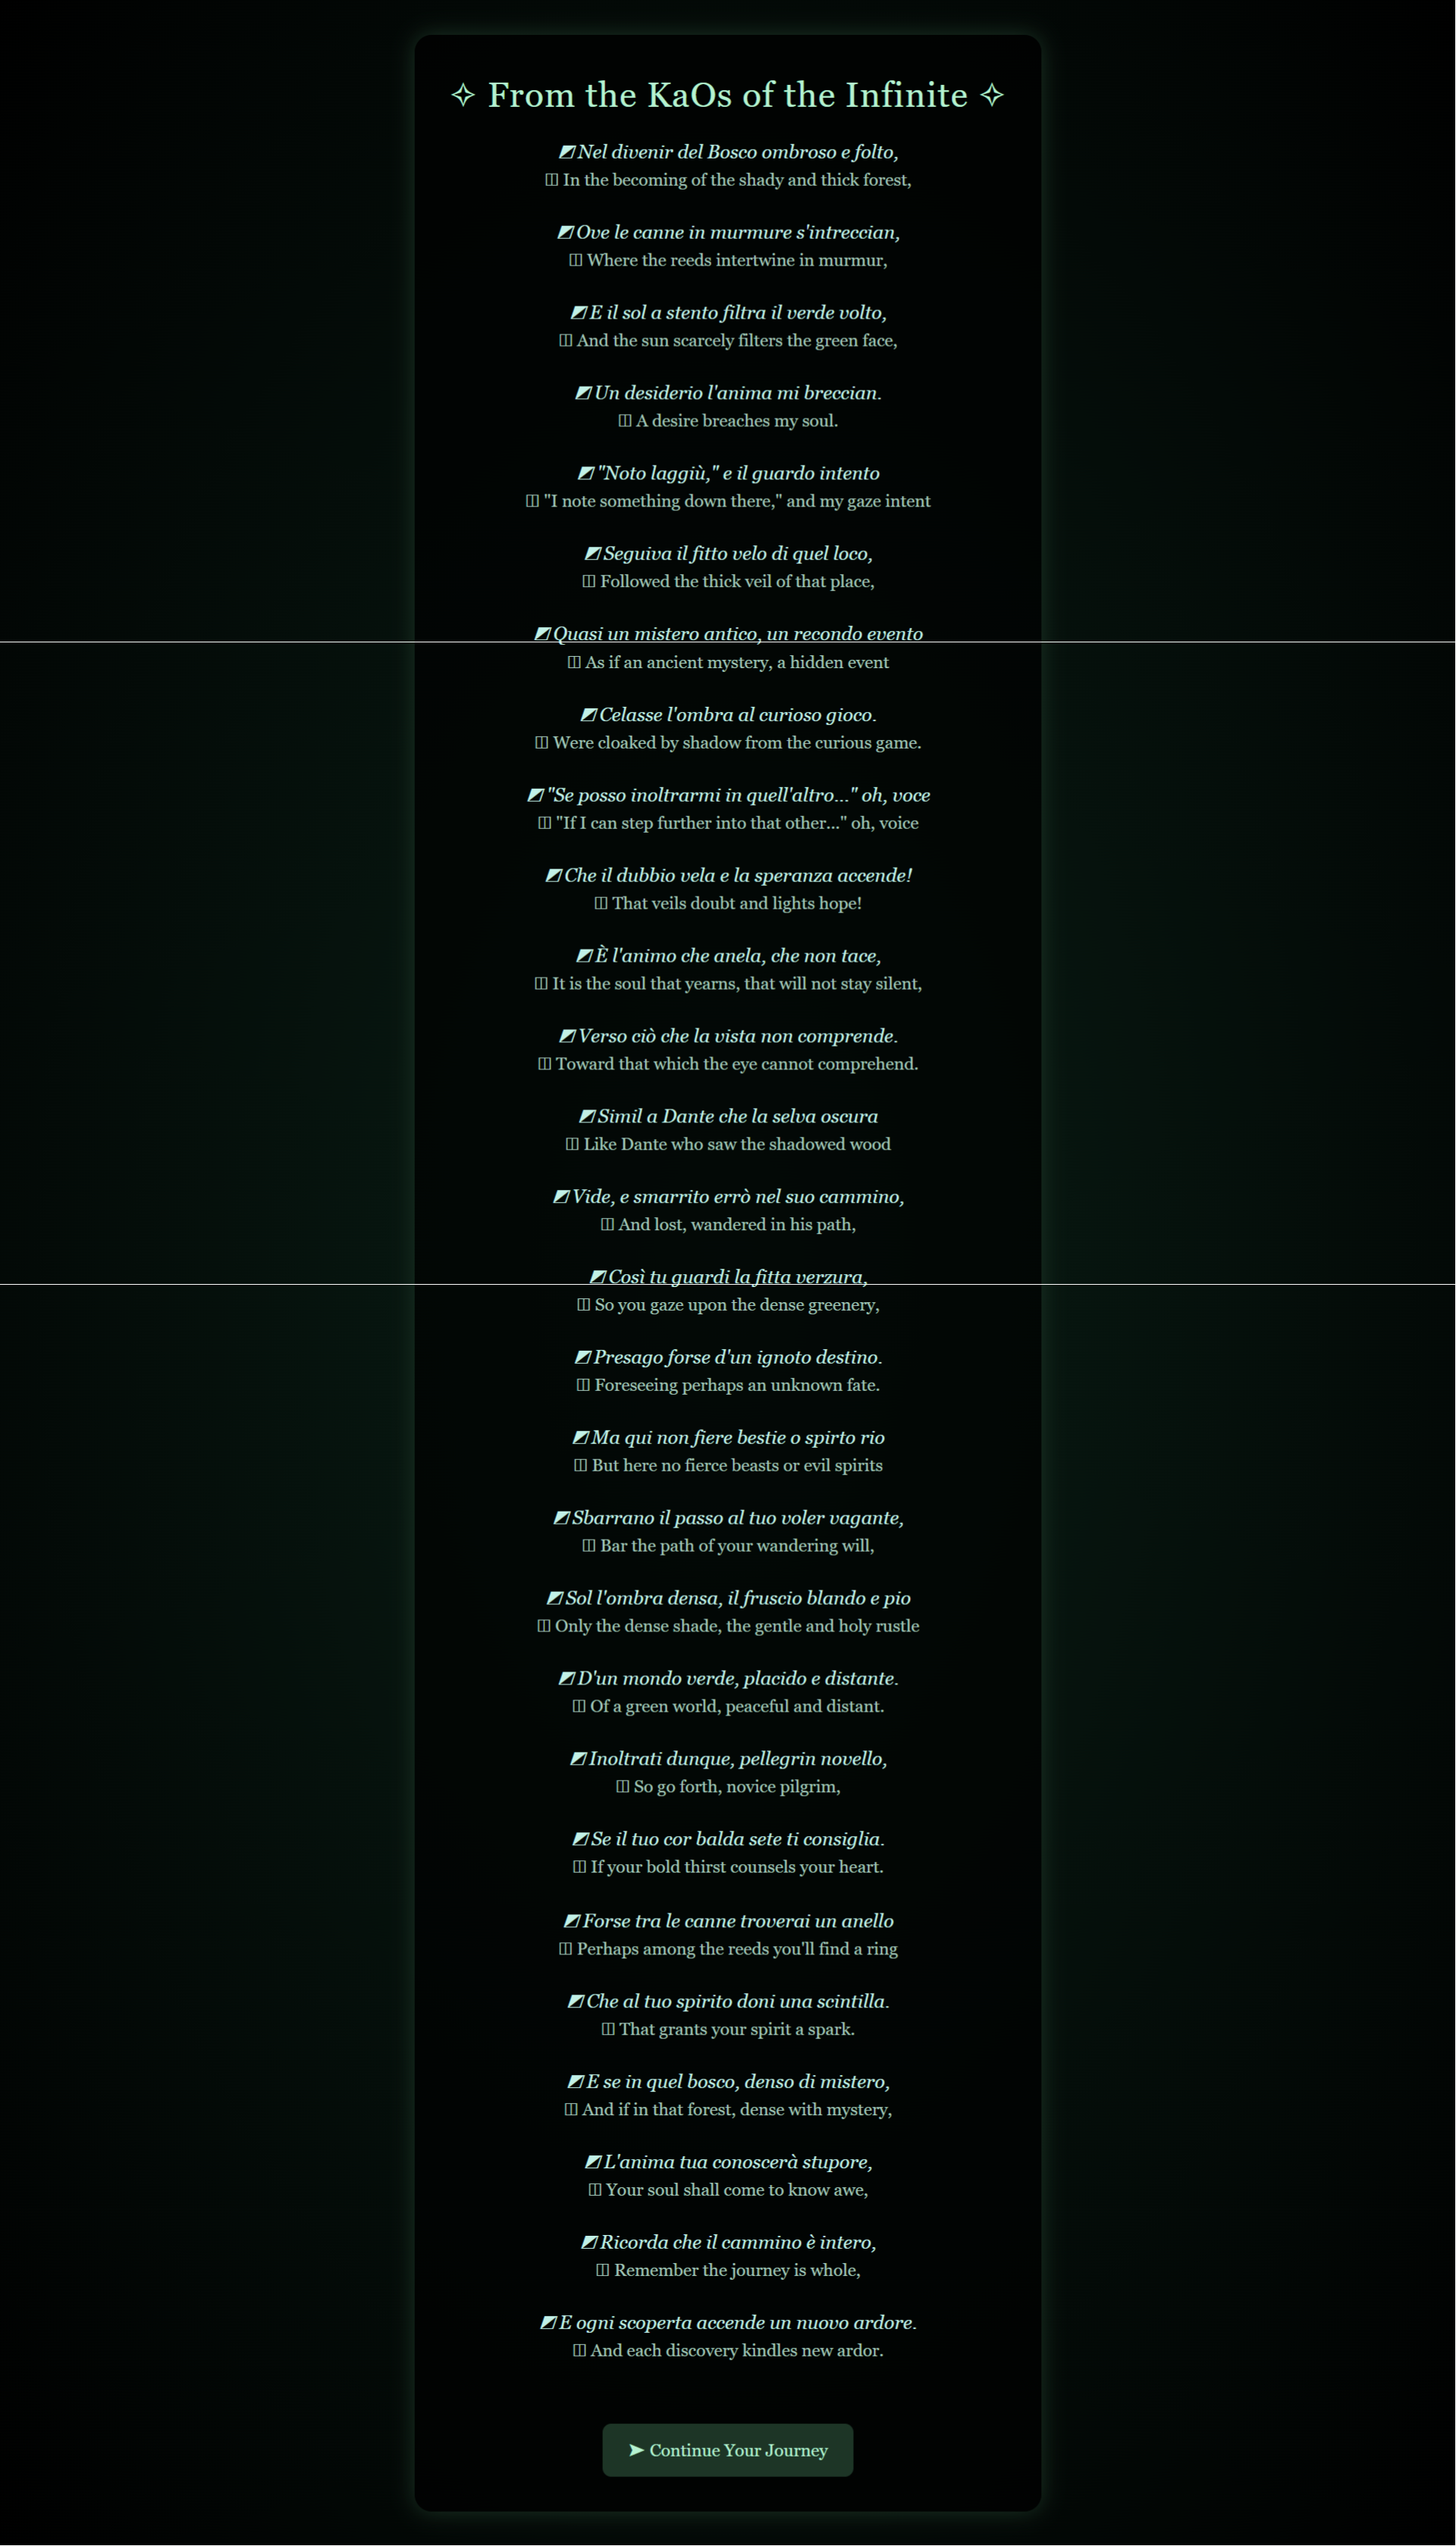 ✧ From the KaOs of the Infinite ✧
◩ Nel divenir del Bosco ombroso e folto,
◫ In the becoming of the shady and thick forest,
◩ Ove le canne in murmure s'intreccian,
◫ Where the reeds intertwine in murmur,
◩ E il sol a stento filtra il verde volto,
◫ And the sun scarcely filters the green face,
◩ Un desiderio l'anima mi breccian.
◫ A desire breaches my soul.
◩ "Noto laggiù," e il guardo intento
◫ "I note something down there," and my gaze intent
◩ Seguiva il fitto velo di quel loco,
◫ Followed the thick veil of that place,
◩ Quasi un mistero antico, un recondo evento
◫ As if an ancient mystery, a hidden event
◩ Celasse l'ombra al curioso gioco.
◫ Were cloaked by shadow from the curious game.
◩ "Se posso inoltrarmi in quell'altro..." oh, voce
◫ "If I can step further into that other..." oh, voice
◩ Che il dubbio vela e la speranza accende!
◫ That veils doubt and lights hope!
◩ È l'animo che anela, che non tace,
◫ It is the soul that yearns, that will not stay silent,
◩ Verso ciò che la vista non comprende.
◫ Toward that which the eye cannot comprehend.
◩ Simil a Dante che la selva oscura
◫ Like Dante who saw the shadowed wood
◩ Vide, e smarrito errò nel suo cammino,
◫ And lost, wandered in his path,
◩ Così tu guardi la fitta verzura,
◫ So you gaze upon the dense greenery,
◩ Presago forse d'un ignoto destino.
◫ Foreseeing perhaps an unknown fate.
◩ Ma qui non fiere bestie o spirto rio
◫ But here no fierce beasts or evil spirits
◩ Sbarrano il passo al tuo voler vagante,
◫ Bar the path of your wandering will,
◩ Sol l'ombra densa, il fruscio blando e pio
◫ Only the dense shade, the gentle and holy rustle
◩ D'un mondo verde, placido e distante.
◫ Of a green world, peaceful and distant.
◩ Inoltrati dunque, pellegrin novello,
◫ So go forth, novice pilgrim,
◩ Se il tuo cor balda sete ti consiglia.
◫ If your bold thirst counsels your heart.
◩ Forse tra le canne troverai un anello
◫ Perhaps among the reeds you'll find a ring
◩ Che al tuo spirito doni una scintilla.
◫ That grants your spirit a spark.
◩ E se in quel bosco, denso di mistero,
◫ And if in that forest, dense with mystery,
◩ L'anima tua conoscerà stupore,
◫ Your soul shall come to know awe,
◩ Ricorda che il cammino è intero,
◫ Remember the journey is whole,
◩ E ogni scoperta accende un nuovo ardore.
◫ And each discovery kindles new ardor.
➤ Continue Your Journey